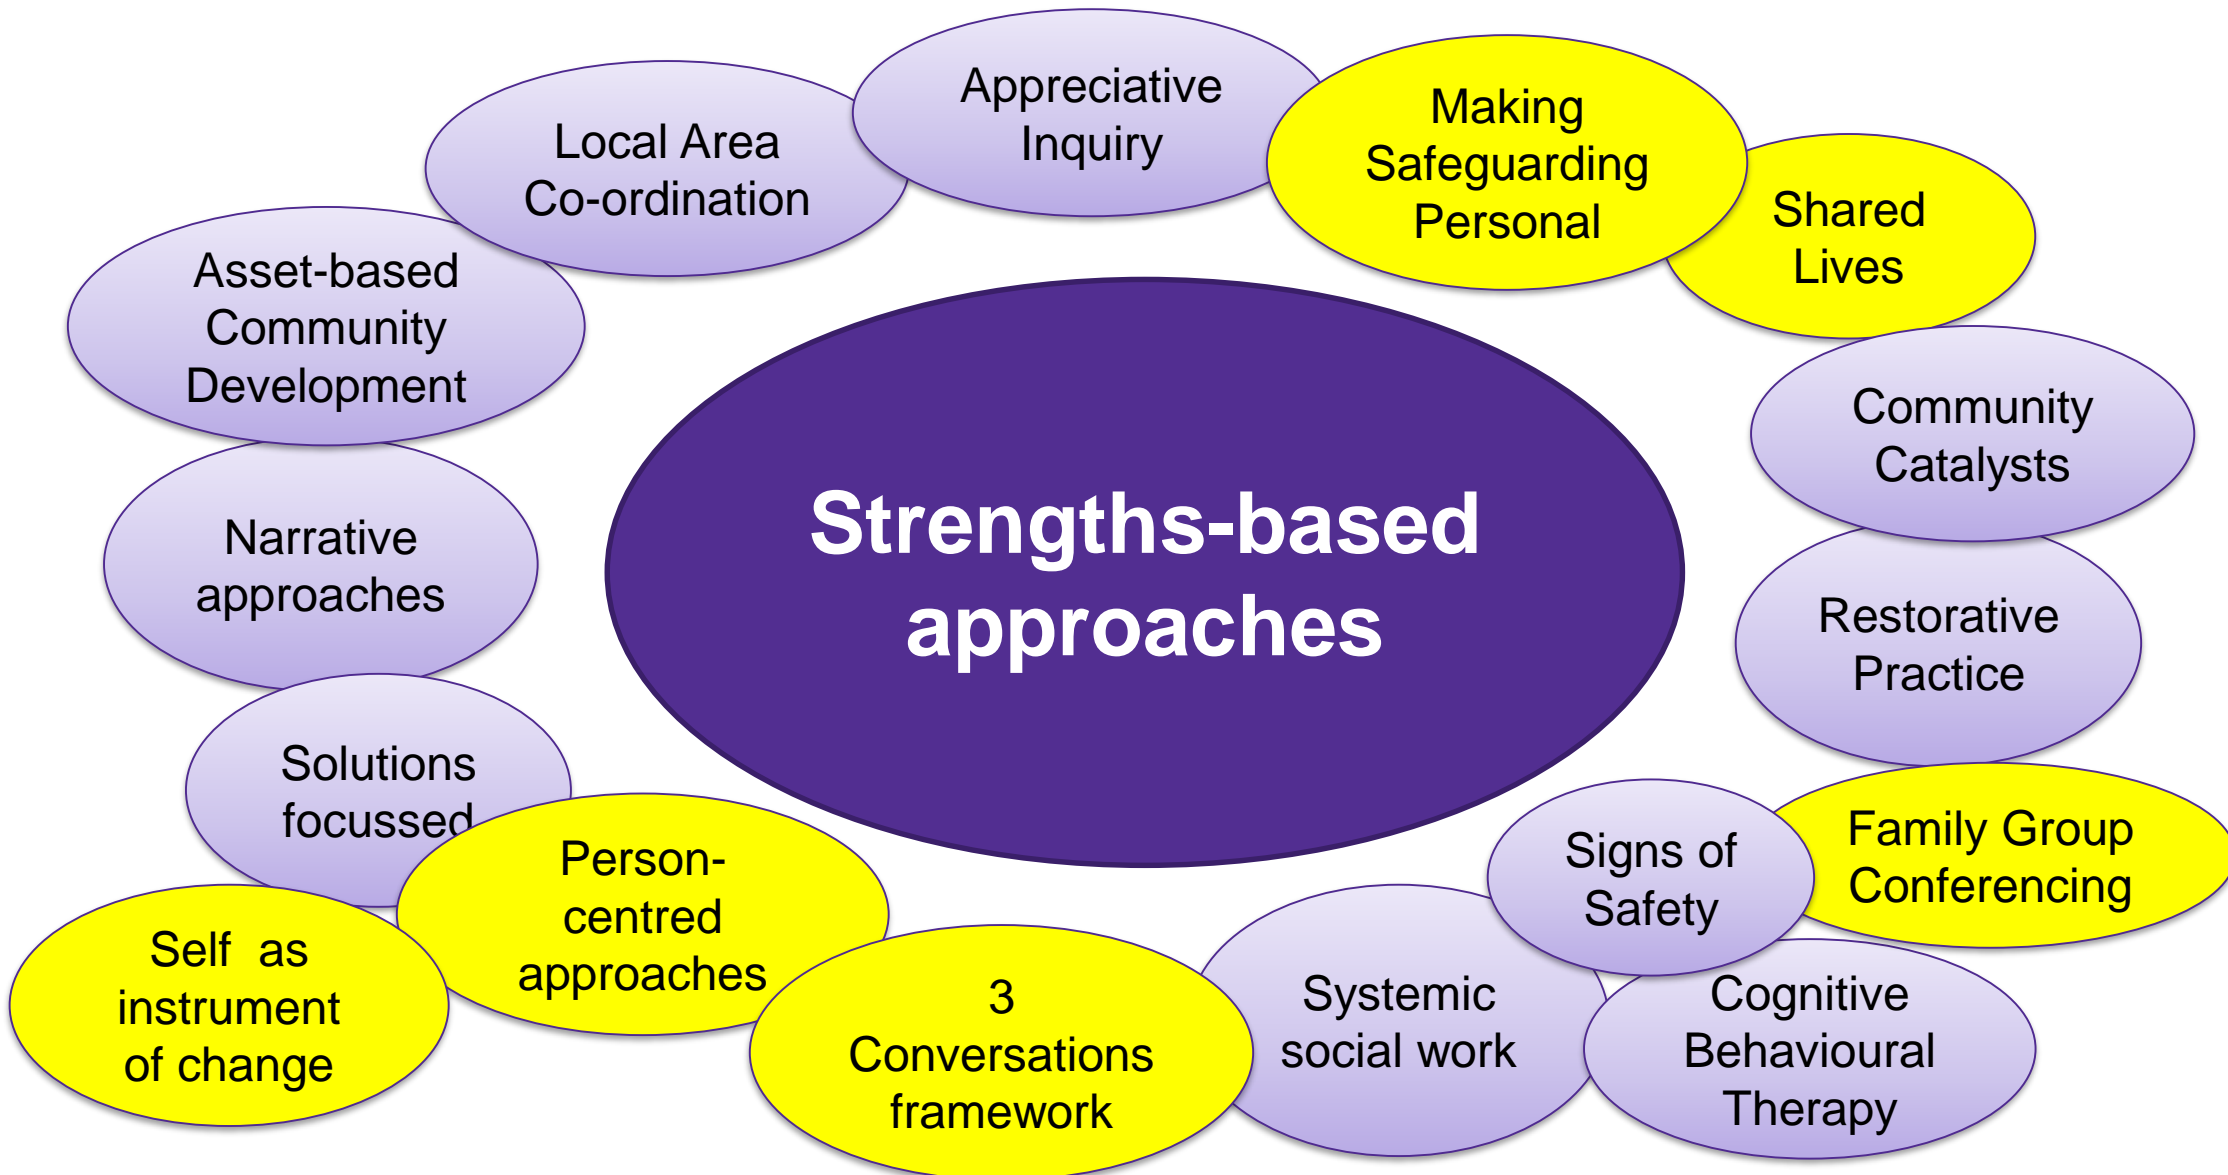 Appreciative
Inquiry
Making
Safeguarding
Personal
Local Area
Co-ordination
Shared
Lives
Asset-based
Community
Development
Community
Catalysts
Strengths-based
approaches
Narrative
approaches
Restorative
Practice
Solutions
focussed
Signs of
Safety
Family Group
Conferencing
Person-
centred
approaches
Self as
instrument
of change
3
Conversations
framework
Systemic
social work
Cognitive
Behavioural
Therapy